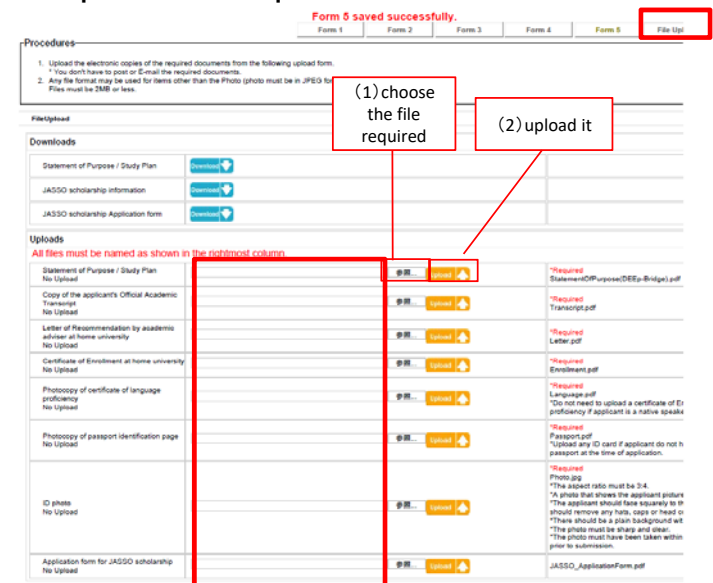 Form 5 saved successfully.
Form 1 Form 2 Form 3 Form 4 Form 5 File Upl
Procedures
1. Upload the electronic copies of the required documents from the following upload form.
* You don't have to post or E-mail the required documents.
2. Any file format may be used for items other than the Photo (photo must be in JPEG for
Files must be 2MB or less.
(1)choose
the file
required
(2)upload it
FileUpload
Downloads
Statement of Purpose / Study Plan Download
JASSO scholarship information Download
JASSO scholarship Application form Download
Uploads
All files must be named as shown in the rightmost column.
Statement of Purpose / Study Plan
No Upload
参照... Upload
*Required
StatementOfPurpose(DEEp-Bridge).pdf
Copy of the applicant's Official Academic
Transcript
No Upload
参照... Upload
*Required
Transcript.pdf
Letter of Recommendation by academic
adviser at home university
No Upload
参照... Upload
*Required
Letter.pdf
Certificate of Enrollment at home university
No Upload
参照... Upload
*Required
Enrollment.pdf
Photocopy of certificate of language
proficiency
No Upload
参照... Upload
*Required
Language.pdf
*Do not need to upload a certificate of En
proficiency if applicant is a native speake
Photocopy of passport identification page
No Upload
参照... Upload
*Required
Passport.pdf
*Upload any ID card if applicant do not h
passport at the time of application.
ID photo
No Upload
参照... Upload
*Required
Photo.jpg
*The aspect ratio must be 3:4.
*A photo that shows the applicant picture
*The applicant should face squarely to th
should remove any hats, caps or head c
*There should be a plain background wit
*The photo must be sharp and clear.
*The photo must have been taken within
prior to submission.
Application form for JASSO scholarship
No Upload
参照... Upload
JASSO_ApplicationForm.pdf